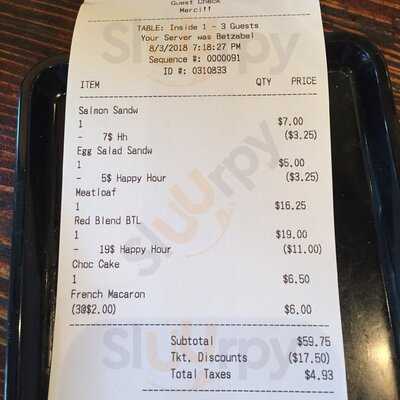 Guest Check
Merci!!
TABLE: Inside 1 - 3 Guests
Your Server was Betzabel
8/3/2018 7:18:27 PM
Sequence #: 0000091
ID #: 0310833
ITEM QTY PRICE
Salmon Sandw
1 $7.00
- 7$ Hh ($3.25)
Egg Salad Sandw
1 $5.00
- 5$ Happy Hour ($3.25)
Meatloaf
1 $16.25
Red Blend BTL
1 $19.00
- 19$ Happy Hour ($11.00)
Choc Cake
1 $6.50
French Macaron
(3@$2.00) $6.00
Subtotal $59.75
Tkt. Discounts ($17.50)
Total Taxes $4.93
Sluurpy
Sluurpy
Sluurpy